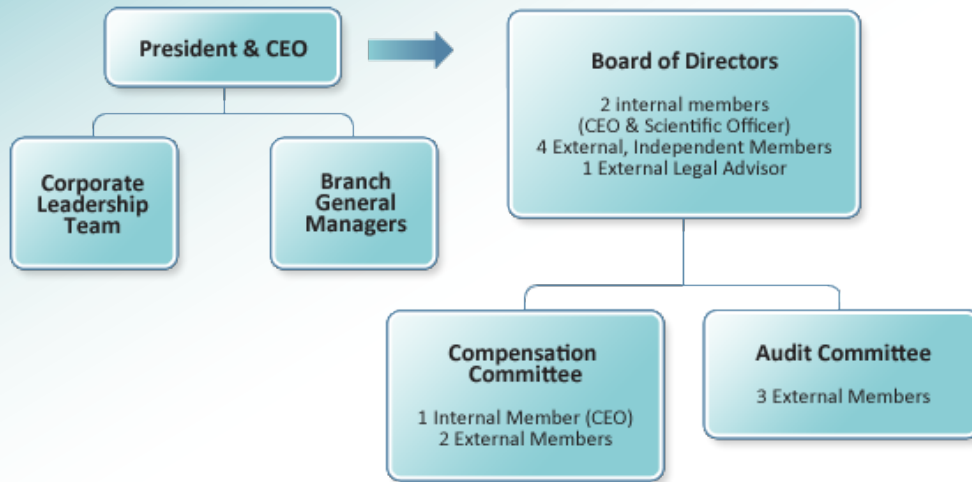 President & CEO
Corporate
Leadership
Team
Branch
General
Managers
Board of Directors
2 internal members
(CEO & Scientific Officer)
4 External, Independent Members
1 External Legal Advisor
Compensation
Committee
1 Internal Member (CEO)
2 External Members
Audit Committee
3 External Members